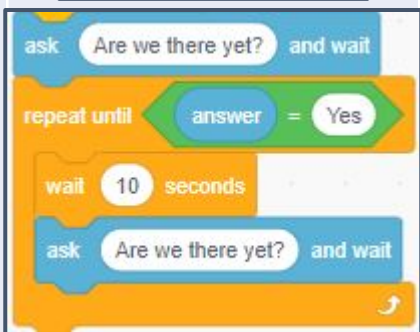 ask Are we there yet? and wait
repeat until answer = Yes
wait 10 seconds
ask Are we there yet? and wait